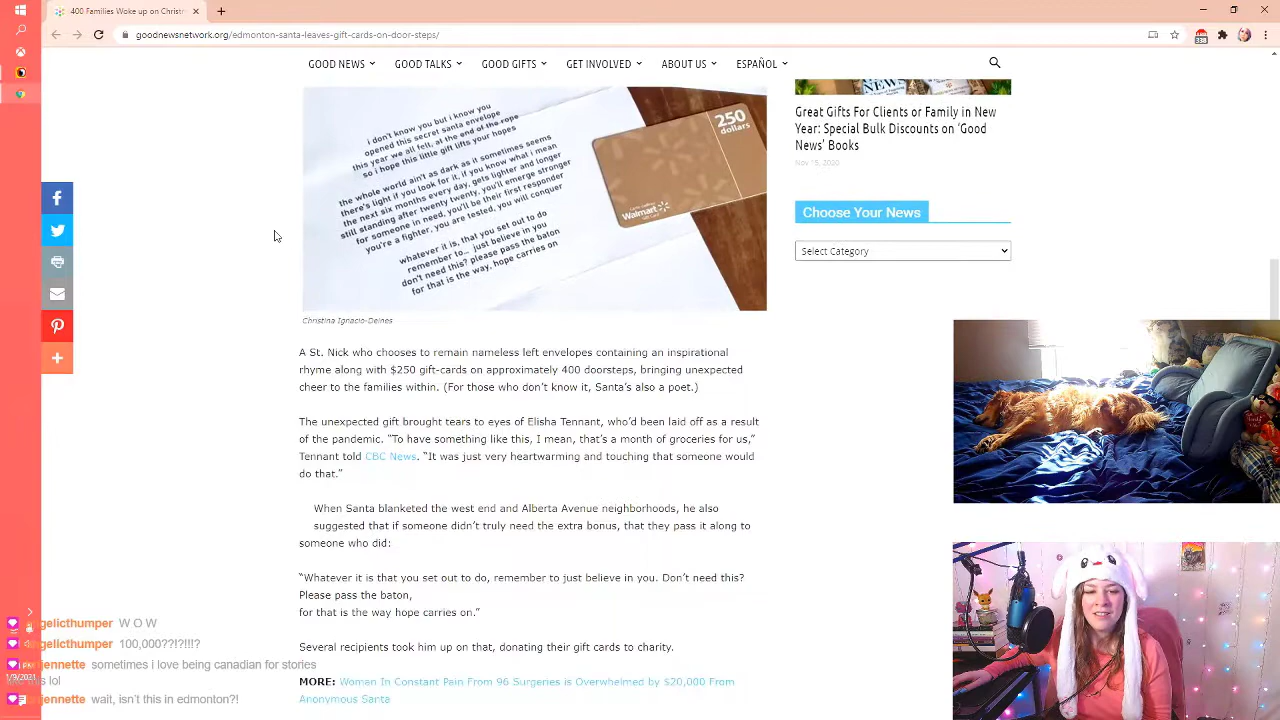 400 Families Woke up on Christm
goodnewsnetwork.org/edmonton-santa-leaves-gift-cards-on-door-steps/
GOOD NEWS GOOD TALKS GOOD GIFTS GET INVOLVED ABOUT US ESPAÑOL
i don't know you but i know you
opened this secret santa envelope
this year we all felt, at the end of the rope
so i hope this little gift lifts your hopes
the whole world ain't as dark as it sometimes seems
there's light if you look for it, if you know what i mean
the next six months every day, gets lighter and longer
still standing after twenty twenty, you'll emerge stronger
for someone in need, you'll be their first responder
you're a fighter, you are tested, you will conquer
whatever it is, that you set out to do
remember to... just believe in you
don't need this? please pass the baton
for that is the way, hope carries on
250
dollars
Walmart
Christina Ignacio-Deines
Great Gifts For Clients or Family in New
Year: Special Bulk Discounts on ‘Good
News’ Books
Nov 15, 2020
Choose Your News
Select Category
A St. Nick who chooses to remain nameless left envelopes containing an inspirational
rhyme along with $250 gift-cards on approximately 400 doorsteps, bringing unexpected
cheer to the families within. (For those who don’t know it, Santa’s also a poet.)
The unexpected gift brought tears to eyes of Elisha Tennant, who’d been laid off as a result
of the pandemic. “To have something like this, I mean, that’s a month of groceries for us,”
Tennant told CBC News. “It was just very heartwarming and touching that someone would
do that.”
When Santa blanketed the west end and Alberta Avenue neighborhoods, he also
suggested that if someone didn’t truly need the extra bonus, that they pass it along to
someone who did:
“Whatever it is that you set out to do, remember to just believe in you. Don’t need this?
Please pass the baton,
for that is the way hope carries on.”
Several recipients took him up on that, donating their gift cards to charity.
MORE: Woman In Constant Pain From 96 Surgeries is Overwhelmed by $20,000 From
Anonymous Santa
ngelicthumper W O W
ngelicthumper 100,000??!?!!!?
jennette sometimes i love being canadian for stories
this lol
jennette wait, isn't this in edmonton?!
1/9/2021